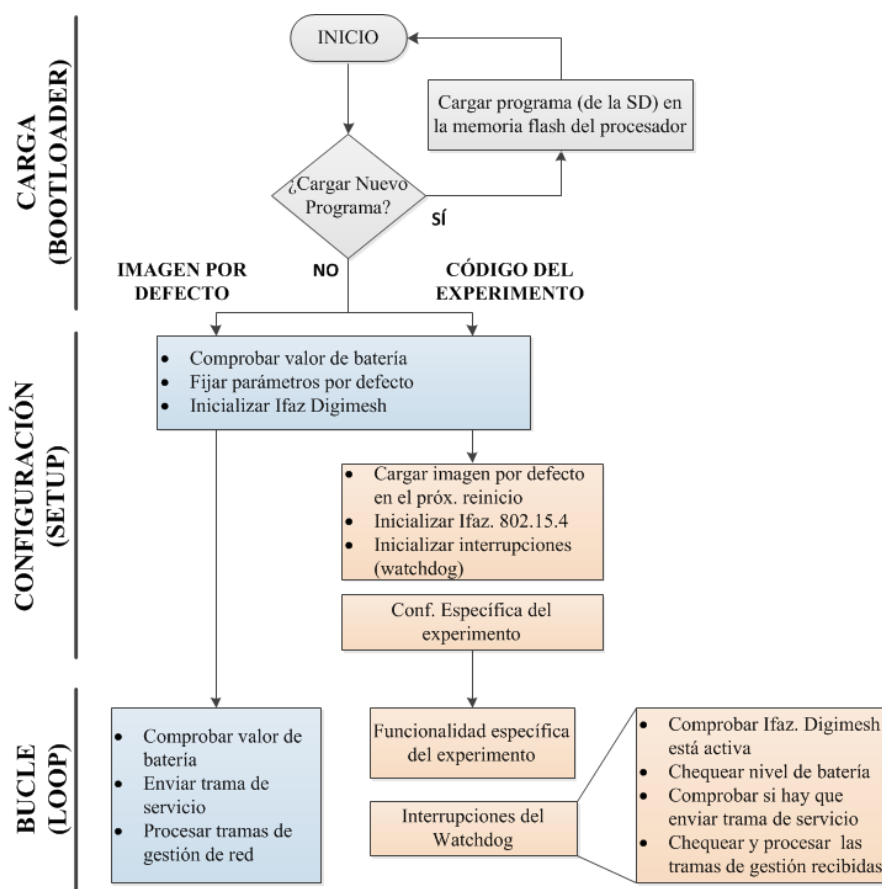 CARGA
(BOOTLOADER)
INICIO
Cargar programa (de la SD) en
la memoria flash del procesador
¿Cargar Nuevo
Programa?
SÍ
NO
IMAGEN POR
DEFECTO
CÓDIGO DEL
EXPERIMENTO
CONFIGURACIÓN
(SETUP)
• Comprobar valor de batería
• Fijar parámetros por defecto
• Inicializar Ifaz Digimesh
• Cargar imagen por defecto
en el próx. reinicio
• Inicializar Ifaz. 802.15.4
• Inicializar interrupciones
(watchdog)
Conf. Específica del
experimento
BUCLE
(LOOP)
• Comprobar valor de
batería
• Enviar trama de
servicio
• Procesar tramas de
gestión de red
Funcionalidad específica
del experimento
Interrupciones del
Watchdog
• Comprobar Ifaz. Digimesh
está activa
• Chequear nivel de batería
• Comprobar si hay que
enviar trama de servicio
• Chequear y procesar las
tramas de gestión recibidas